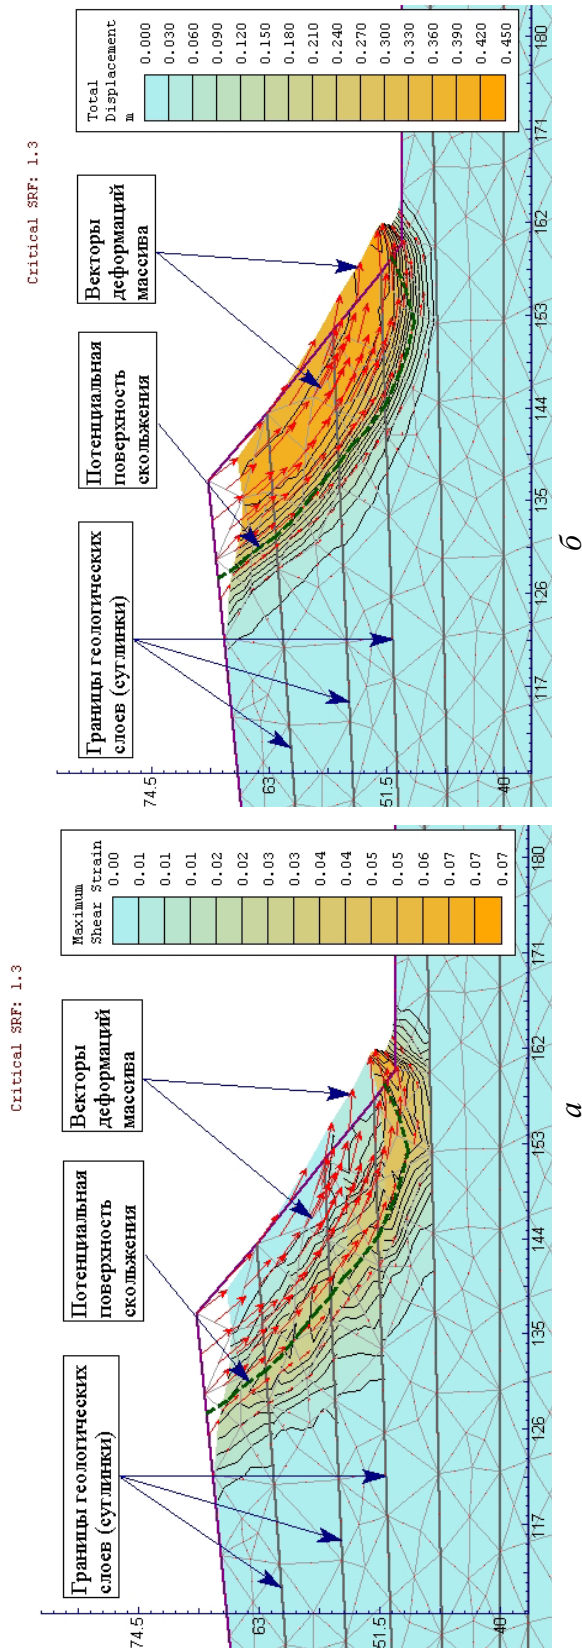 Critical SRF: 1.3
Границы геологических
слоев (суглинки)
Потенциальная
поверхность
скольжения
Векторы
деформаций
массива
Maximum
Shear Strain
0.00
0.01
0.01
0.02
0.02
0.03
0.03
0.04
0.04
0.05
0.05
0.06
0.07
0.07
0.07
74.5
63
51.5
40
117
126
135
144
153
162
171
180
а
Critical SRF: 1.3
Границы геологических
слоев (суглинки)
Потенциальная
поверхность
скольжения
Векторы
деформаций
массива
Total
Displacement
m
0.000
0.030
0.060
0.090
0.120
0.150
0.180
0.210
0.240
0.300
0.330
0.360
0.390
0.420
0.450
74.5
63
51.5
40
117
126
135
144
153
162
171
180
б